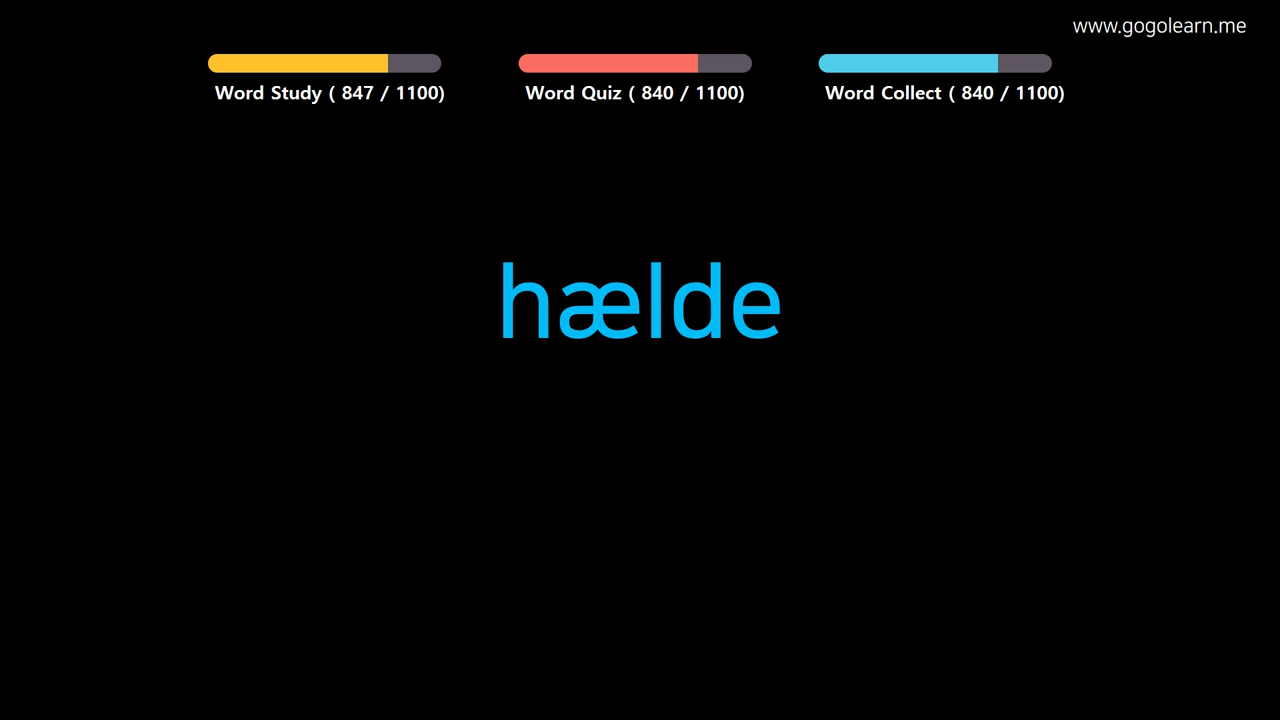 www.gogolearn.me
Word Study ( 847 / 1100)
Word Quiz ( 840 / 1100)
Word Collect ( 840 / 1100)
hælde